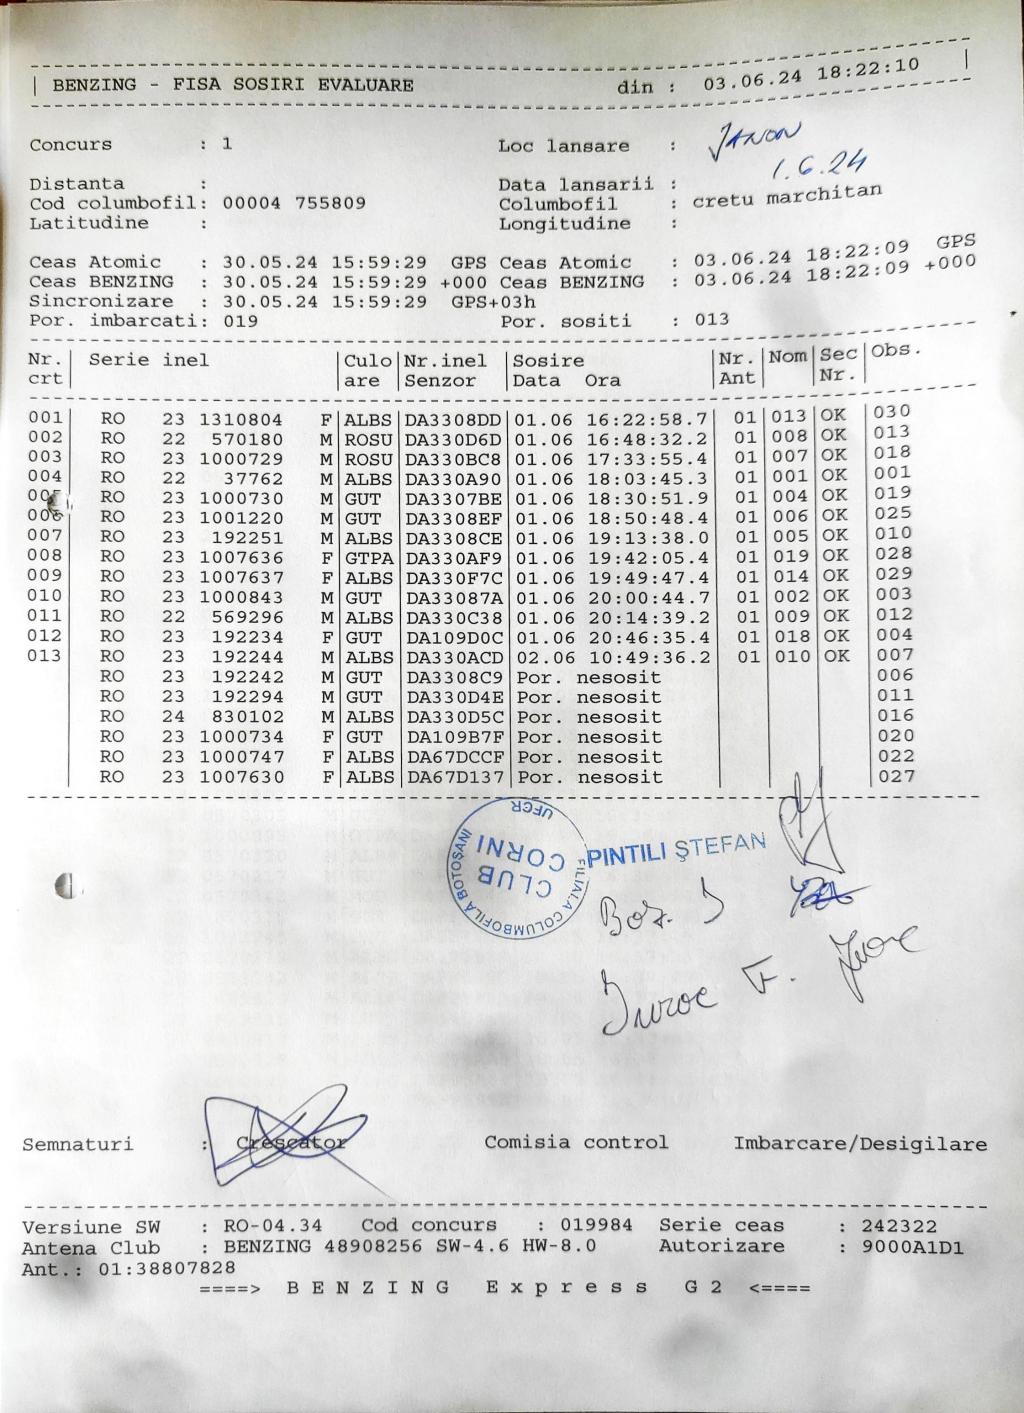 | BENZING - FISA SOSIRI EVALUARE din : 03.06.24 18:22:10 |
Concurs : 1 Loc lansare : JANON
1.6.24
Distanta : Data lansarii :
Cod columbofil: 00004 755809 Columbofil : cretu marchitan
Latitudine : Longitudine :
Ceas Atomic : 30.05.24 15:59:29 GPS Ceas Atomic : 03.06.24 18:22:09 GPS
Ceas BENZING : 30.05.24 15:59:29 +000 Ceas BENZING : 03.06.24 18:22:09 +000
Sincronizare : 30.05.24 15:59:29 GPS+03h
Por. imbarcati: 019 Por. sositi : 013
Nr. | Serie inel | Culo | Nr.inel | Sosire | Nr. | Nom | Sec | Obs.
crt | are | Senzor | Data Ora | Ant | Nr. |
001 | RO 23 1310804 F | ALBS | DA3308DD | 01.06 16:22:58.7 | 01 | 013 | OK | 030
002 | RO 22 570180 M | ROSU | DA330D6D | 01.06 16:48:32.2 | 01 | 008 | OK | 013
003 | RO 23 1000729 M | ROSU | DA330BC8 | 01.06 17:33:55.4 | 01 | 007 | OK | 018
004 | RO 22 37762 M | ALBS | DA330A90 | 01.06 18:03:45.3 | 01 | 001 | OK | 001
005 | RO 23 1000730 M | GUT | DA3307BE | 01.06 18:30:51.9 | 01 | 004 | OK | 019
006 | RO 23 1001220 M | GUT | DA3308EF | 01.06 18:50:48.4 | 01 | 006 | OK | 025
007 | RO 23 192251 M | ALBS | DA3308CE | 01.06 19:13:38.0 | 01 | 005 | OK | 010
008 | RO 23 1007636 F | GTPA | DA330AF9 | 01.06 19:42:05.4 | 01 | 019 | OK | 028
009 | RO 23 1007637 F | ALBS | DA330F7C | 01.06 19:49:47.4 | 01 | 014 | OK | 029
010 | RO 23 1000843 M | GUT | DA33087A | 01.06 20:00:44.7 | 01 | 002 | OK | 003
011 | RO 22 569296 M | ALBS | DA330C38 | 01.06 20:14:39.2 | 01 | 009 | OK | 012
012 | RO 23 192234 F | GUT | DA109D0C | 01.06 20:46:35.4 | 01 | 018 | OK | 004
013 | RO 23 192244 M | ALBS | DA330ACD | 02.06 10:49:36.2 | 01 | 010 | OK | 007
RO 23 192242 M | GUT | DA3308C9 | Por. nesosit | 006
RO 23 192294 M | GUT | DA330D4E | Por. nesosit | 011
RO 24 830102 M | ALBS | DA330D5C | Por. nesosit | 016
RO 23 1000734 F | GUT | DA109B7F | Por. nesosit | 020
RO 23 1000747 F | ALBS | DA67DCCF | Por. nesosit | 022
RO 23 1007630 F | ALBS | DA67D137 | Por. nesosit | 027
UFCR
CLUB
CORNI
FILIALA COLUMBOFILA BOTOȘANI
PINTILI ȘTEFAN
Semnaturi : Crescator Comisia control Imbarcare/Desigilare
Versiune SW : RO-04.34 Cod concurs : 019984 Serie ceas : 242322
Antena Club : BENZING 48908256 SW-4.6 HW-8.0 Autorizare : 9000A1D1
Ant.: 01:38807828
====> B E N Z I N G E x p r e s s G 2 <====